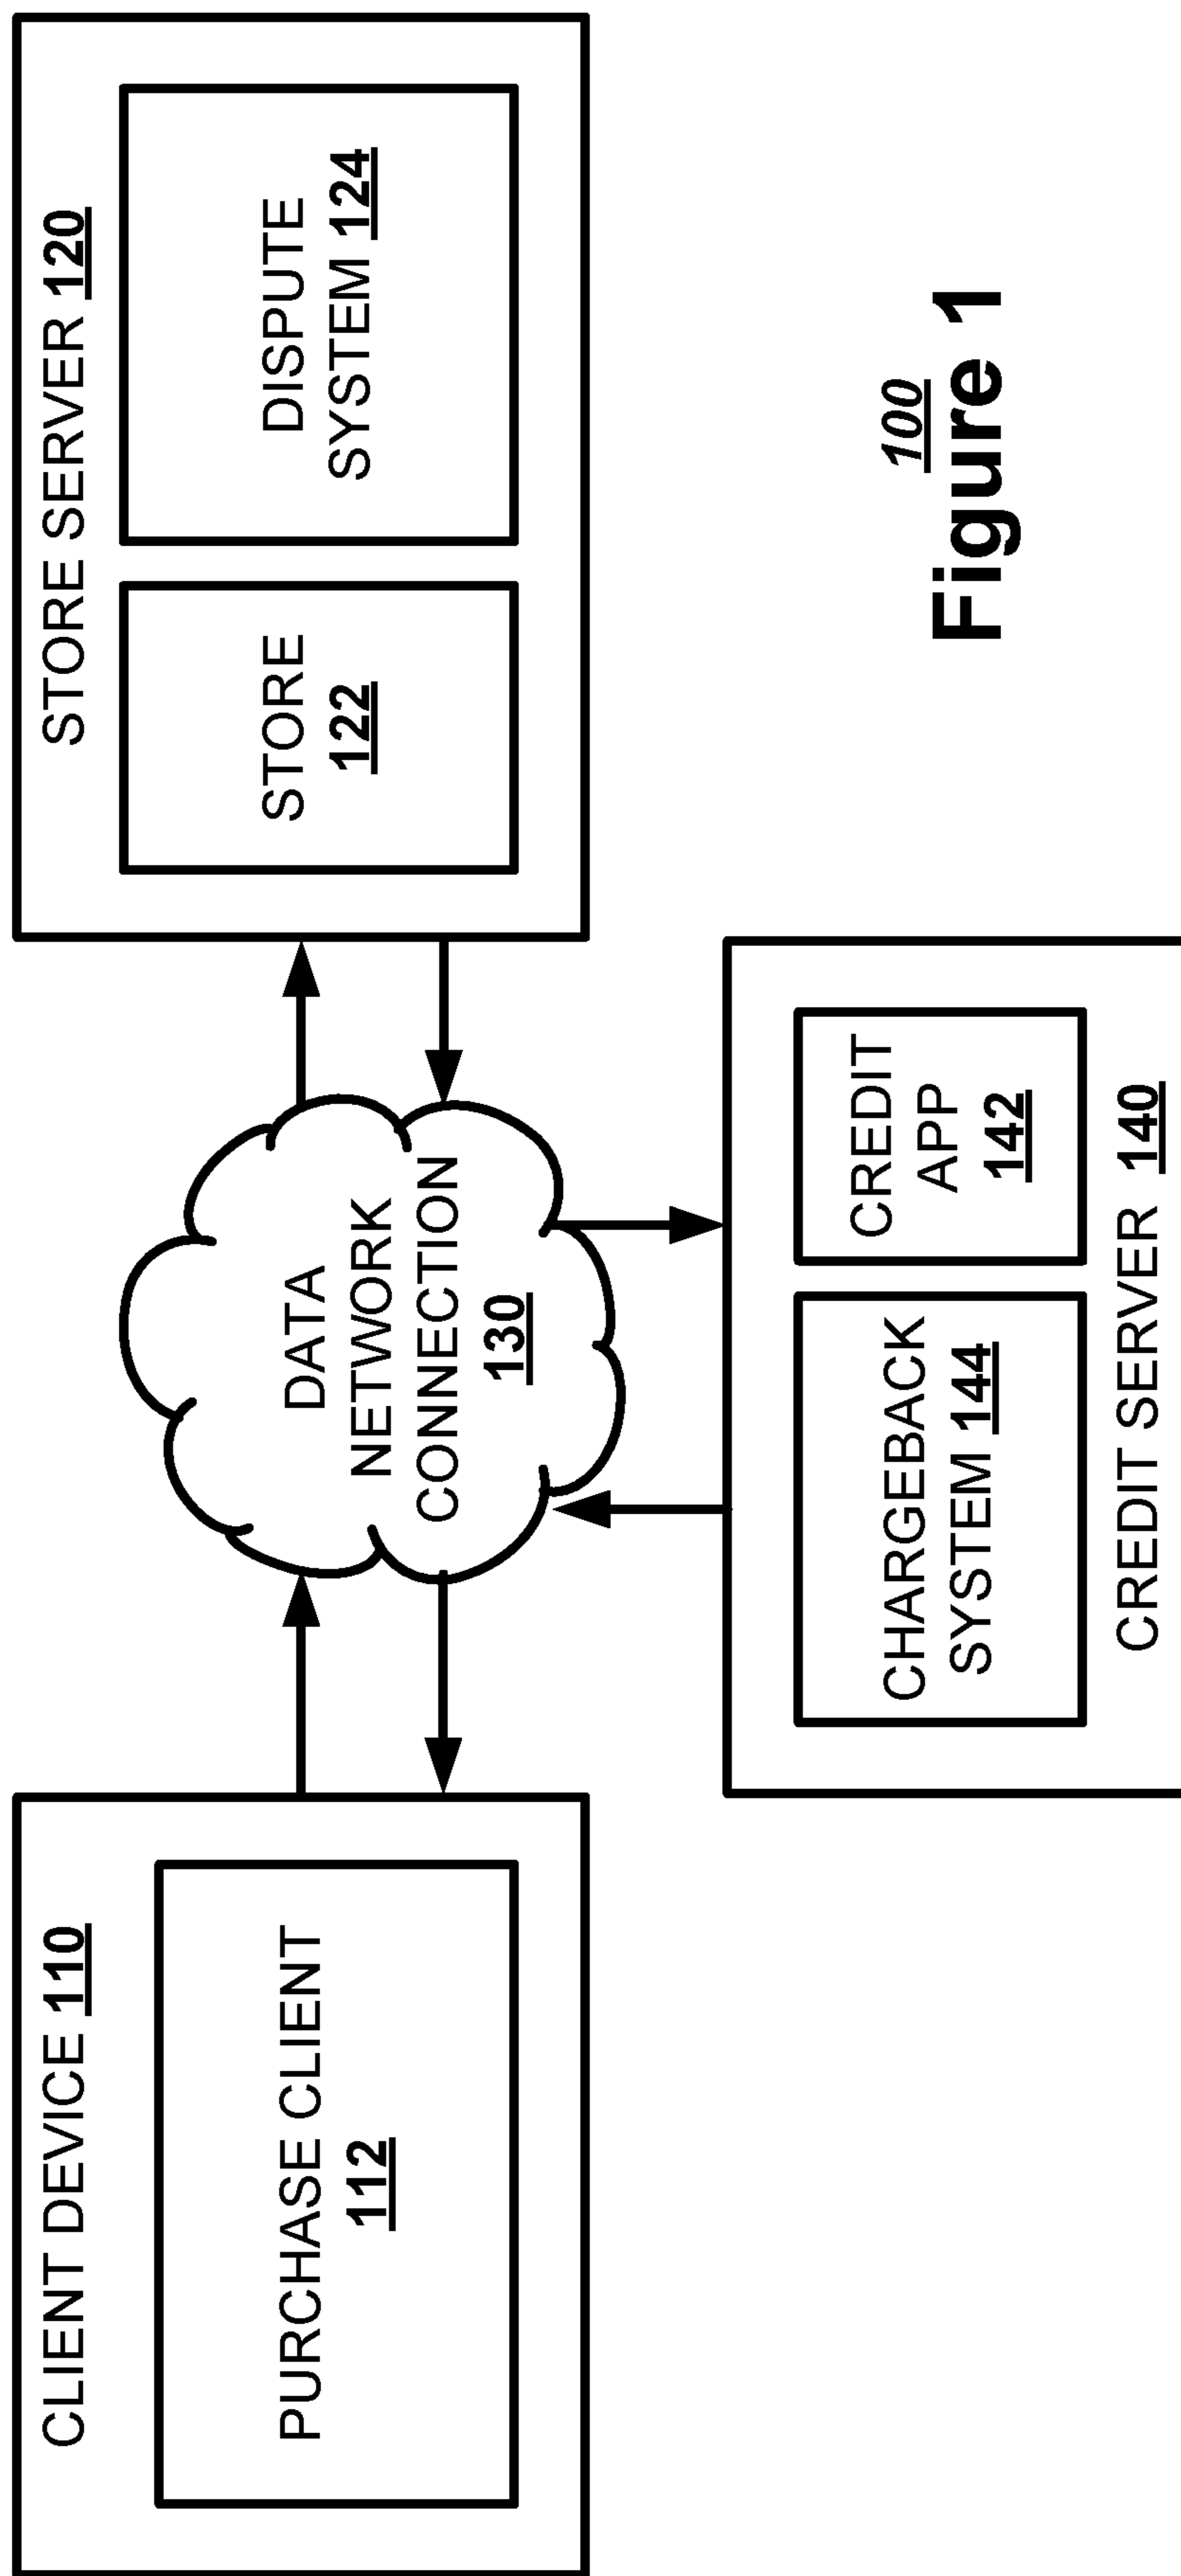 CLIENT DEVICE 110
PURCHASE CLIENT
112
DATA
NETWORK
CONNECTION
130
STORE SERVER 120
STORE
122
DISPUTE
SYSTEM 124
CHARGEBACK
SYSTEM 144
CREDIT
APP
142
CREDIT SERVER 140
100
Figure 1